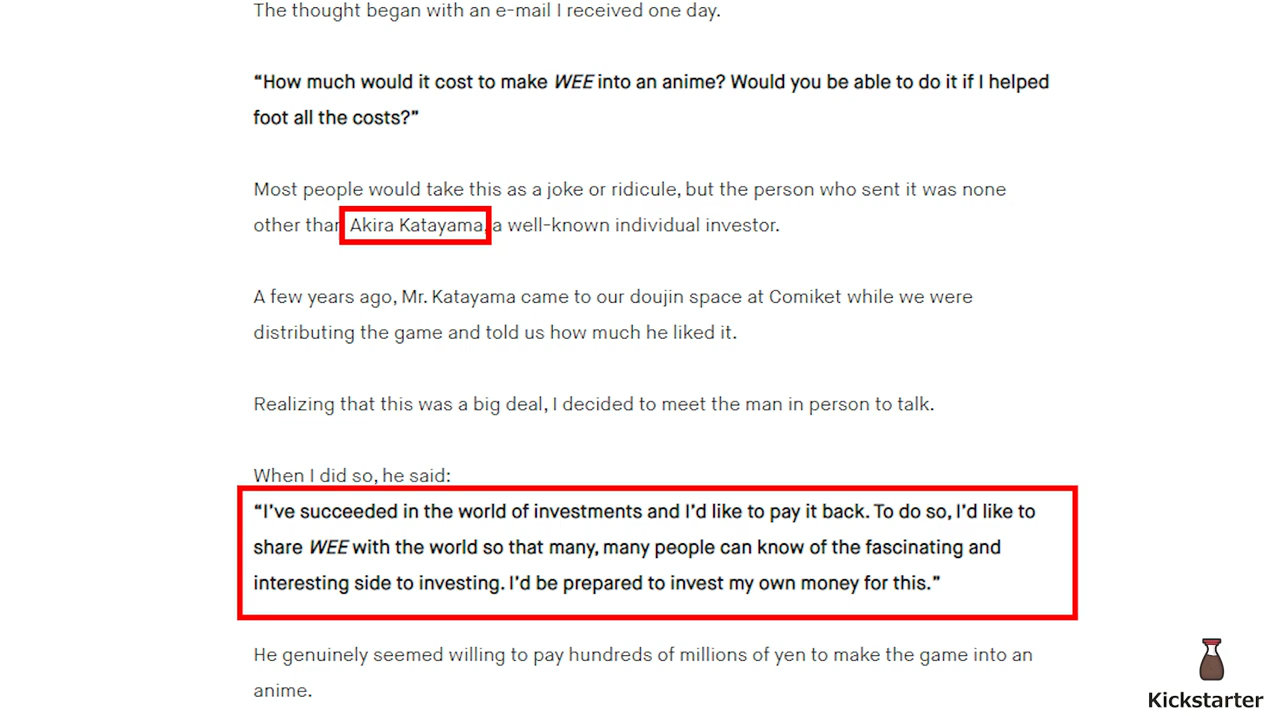 The thought began with an e-mail I received one day.
“How much would it cost to make WEE into an anime? Would you be able to do it if I helped
foot all the costs?”
Most people would take this as a joke or ridicule, but the person who sent it was none
other than Akira Katayama, a well-known individual investor.
A few years ago, Mr. Katayama came to our doujin space at Comiket while we were
distributing the game and told us how much he liked it.
Realizing that this was a big deal, I decided to meet the man in person to talk.
When I did so, he said:
“I’ve succeeded in the world of investments and I’d like to pay it back. To do so, I’d like to
share WEE with the world so that many, many people can know of the fascinating and
interesting side to investing. I’d be prepared to invest my own money for this.”
He genuinely seemed willing to pay hundreds of millions of yen to make the game into an
anime.
Kickstarter